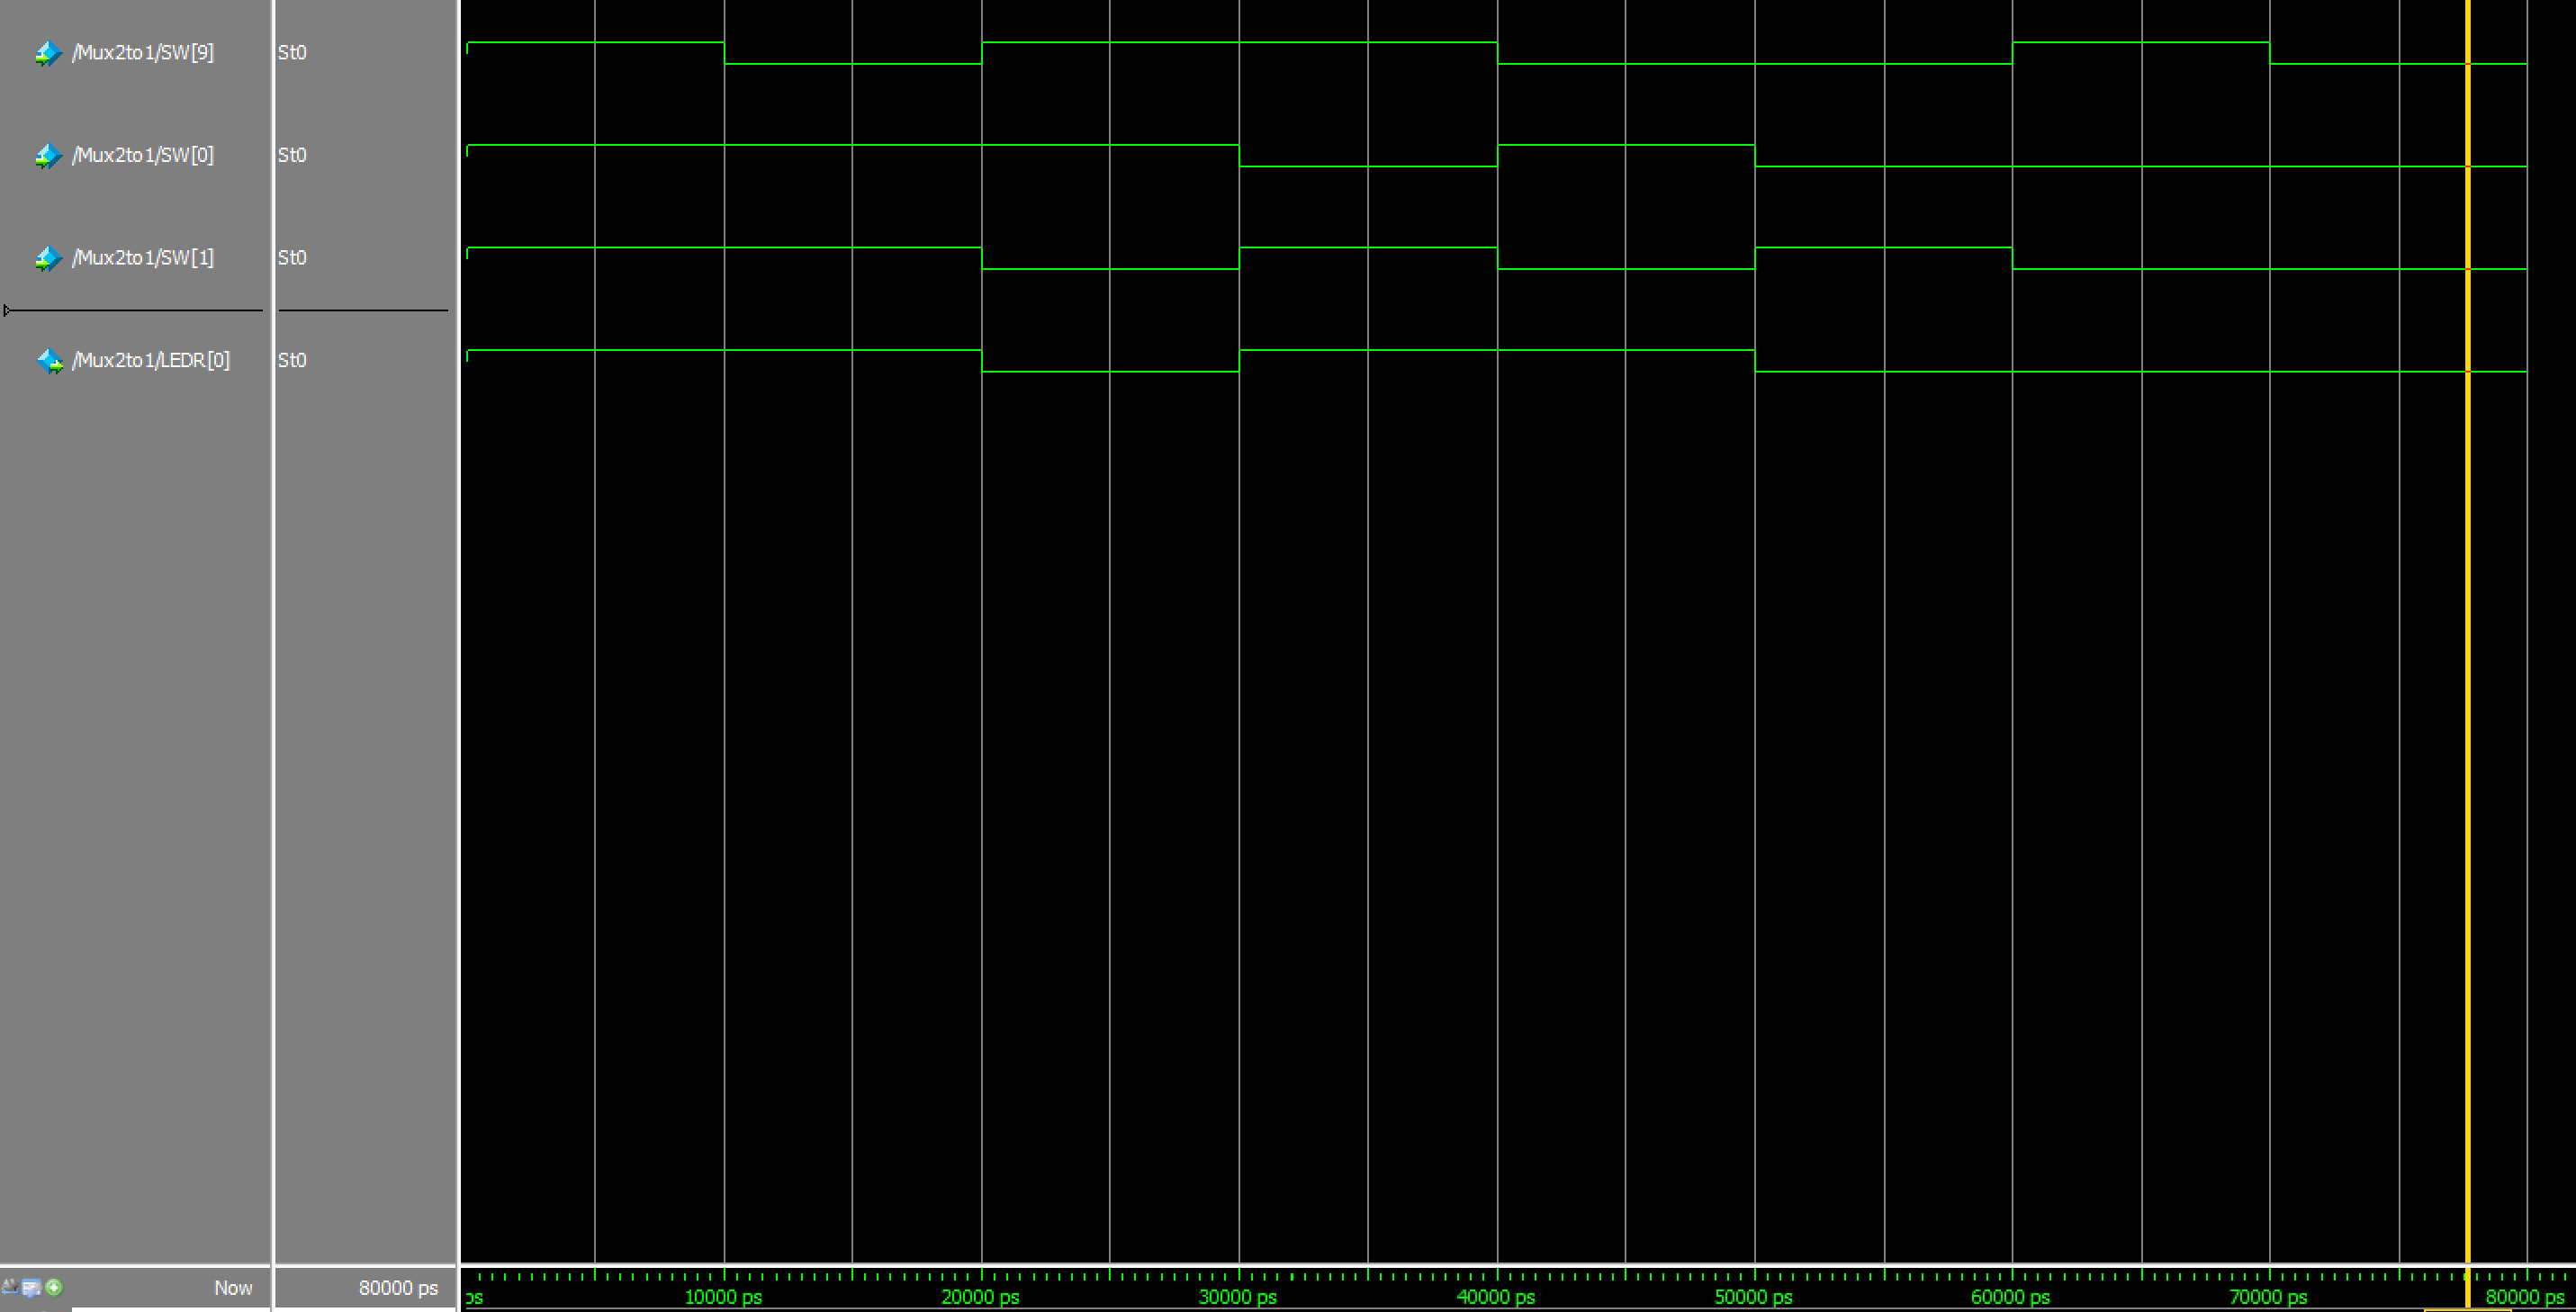 /Mux2to1/SW[9] St0
/Mux2to1/SW[0] St0
/Mux2to1/SW[1] St0
/Mux2to1/LEDR[0] St0
Now 80000 ps
ps 10000 ps 20000 ps 30000 ps 40000 ps 50000 ps 60000 ps 70000 ps 80000 ps